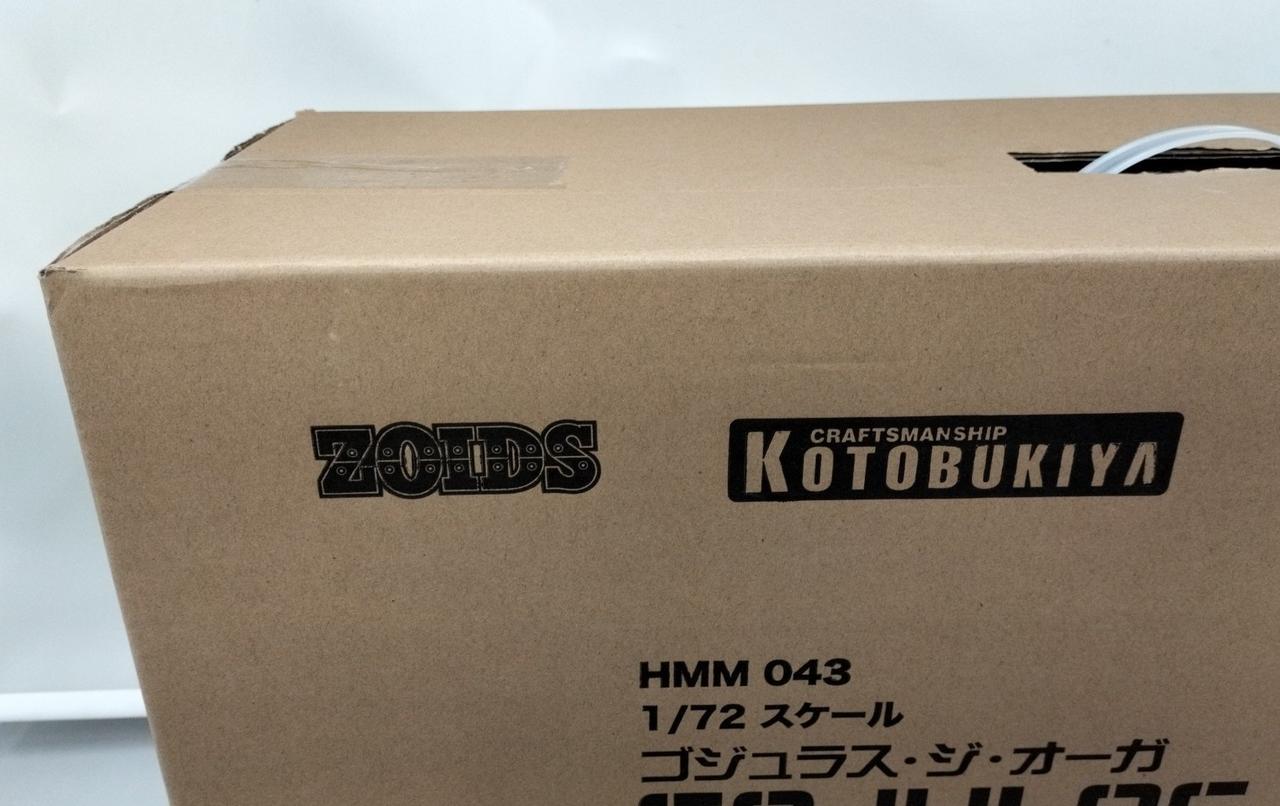 ZOIDS
CRAFTSMANSHIP
KOTOBUKIYA
HMM 043
1/72 スケール
ゴジュラス・ジ・オーガ